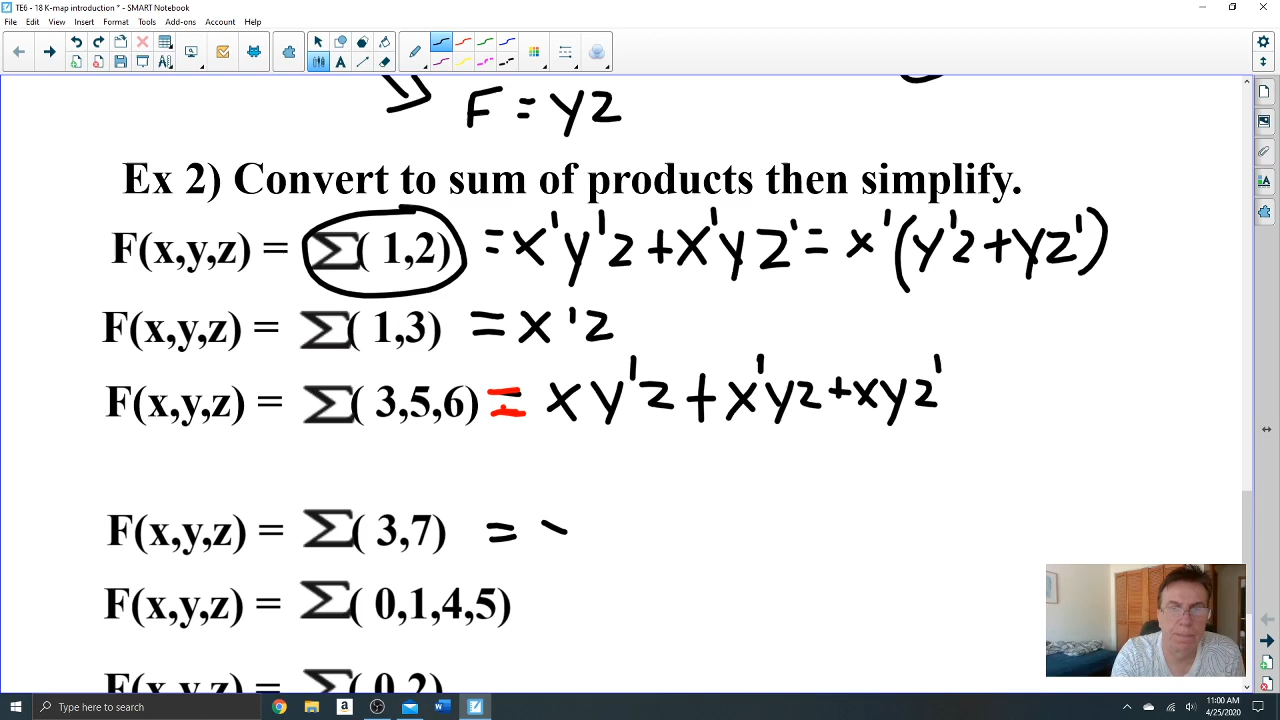 TE6 - 18 K-map introduction * - SMART Notebook
File Edit View Insert Format Tools Add-ons Account Help
F = yz
Ex 2) Convert to sum of products then simplify.
F(x,y,z) = ∑( 1,2) = x'y'z + x'yz' = x'(y'z + yz')
F(x,y,z) = ∑( 1,3) = x'z
F(x,y,z) = ∑( 3,5,6) = xy'z + x'yz + xyz'
F(x,y,z) = ∑( 3,7) =
F(x,y,z) = ∑( 0,1,4,5)
F(x,y,z) = ∑( 0,2)
Type here to search
11:00 AM
4/25/2020